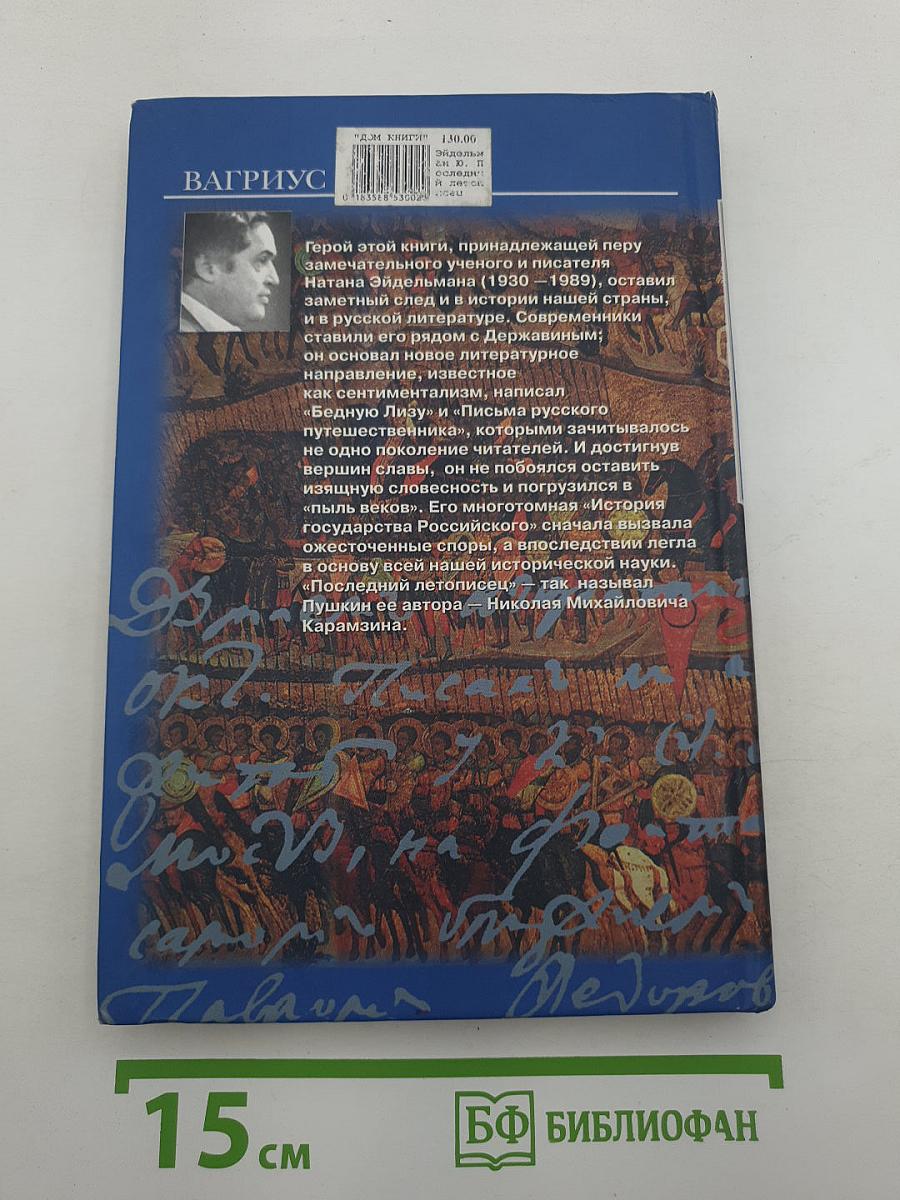 "ДОМ КНИГИ" 130.00
Эйдельм
ан Ю. П
оследни
й летоп
исец
ВАГРИУС
Герой этой книги, принадлежащей перу
замечательного ученого и писателя
Натана Эйдельмана (1930 —1989), оставил
заметный след и в истории нашей страны,
и в русской литературе. Современники
ставили его рядом с Державиным;
он основал новое литературное
направление, известное
как сентиментализм, написал
«Бедную Лизу» и «Письма русского
путешественника», которыми зачитывалось
не одно поколение читателей. И достигнув
вершин славы, он не побоялся оставить
изящную словесность и погрузился в
«пыль веков». Его многотомная «История
государства Российского» сначала вызвала
ожесточенные споры, а впоследствии легла
в основу всей нашей исторической науки.
«Последний летописец» — так называл
Пушкин ее автора — Николая Михайловича
Карамзина.
15 см
БФ БИБЛИОФАН